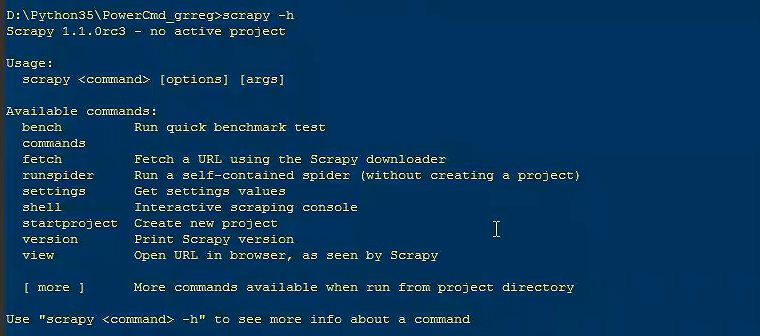 D:\Python35\PowerCmd_grreg>scrapy -h
Scrapy 1.1.0rc3 - no active project
Usage:
scrapy <command> [options] [args]
Available commands:
bench Run quick benchmark test
commands
fetch Fetch a URL using the Scrapy downloader
runspider Run a self-contained spider (without creating a project)
settings Get settings values
shell Interactive scraping console
startproject Create new project
version Print Scrapy version
view Open URL in browser, as seen by Scrapy
[ more ] More commands available when run from project directory
Use "scrapy <command> -h" to see more info about a command